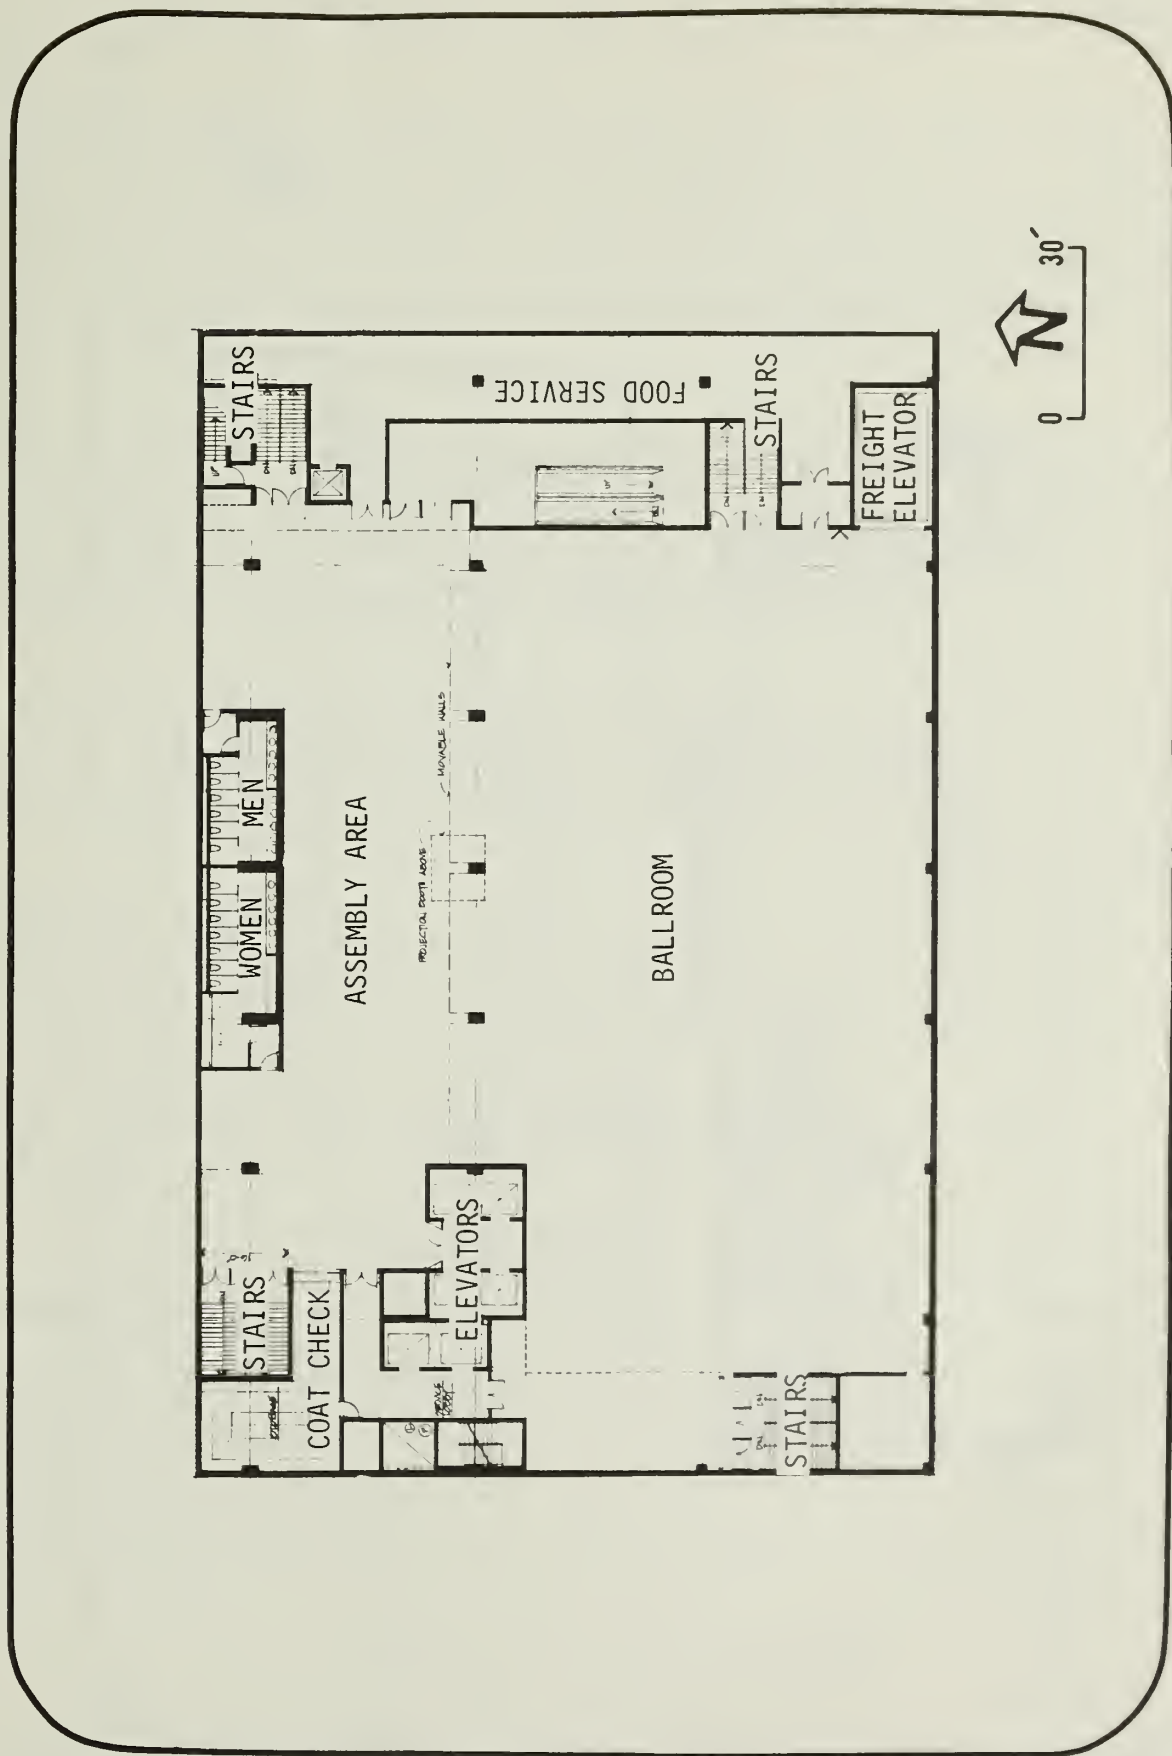 STAIRS
WOMEN
MEN
STAIRS
COAT CHECK
ASSEMBLY AREA
PROJECTION BOOTH ABOVE
MOVABLE WALLS
ELEVATORS
FOOD SERVICE
BALLROOM
STAIRS
STAIRS
FREIGHT
ELEVATOR
N
0 30'